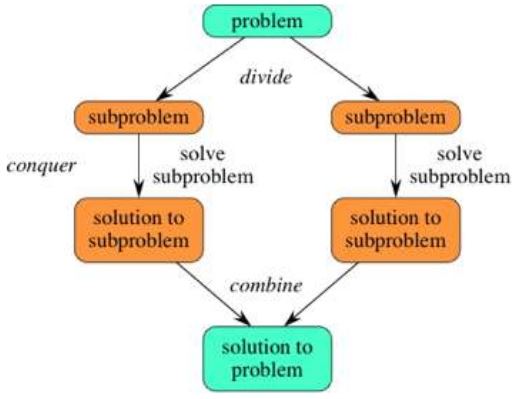 problem
divide
subproblem
subproblem
conquer
solve
subproblem
solve
subproblem
solution to
subproblem
solution to
subproblem
combine
solution to
problem